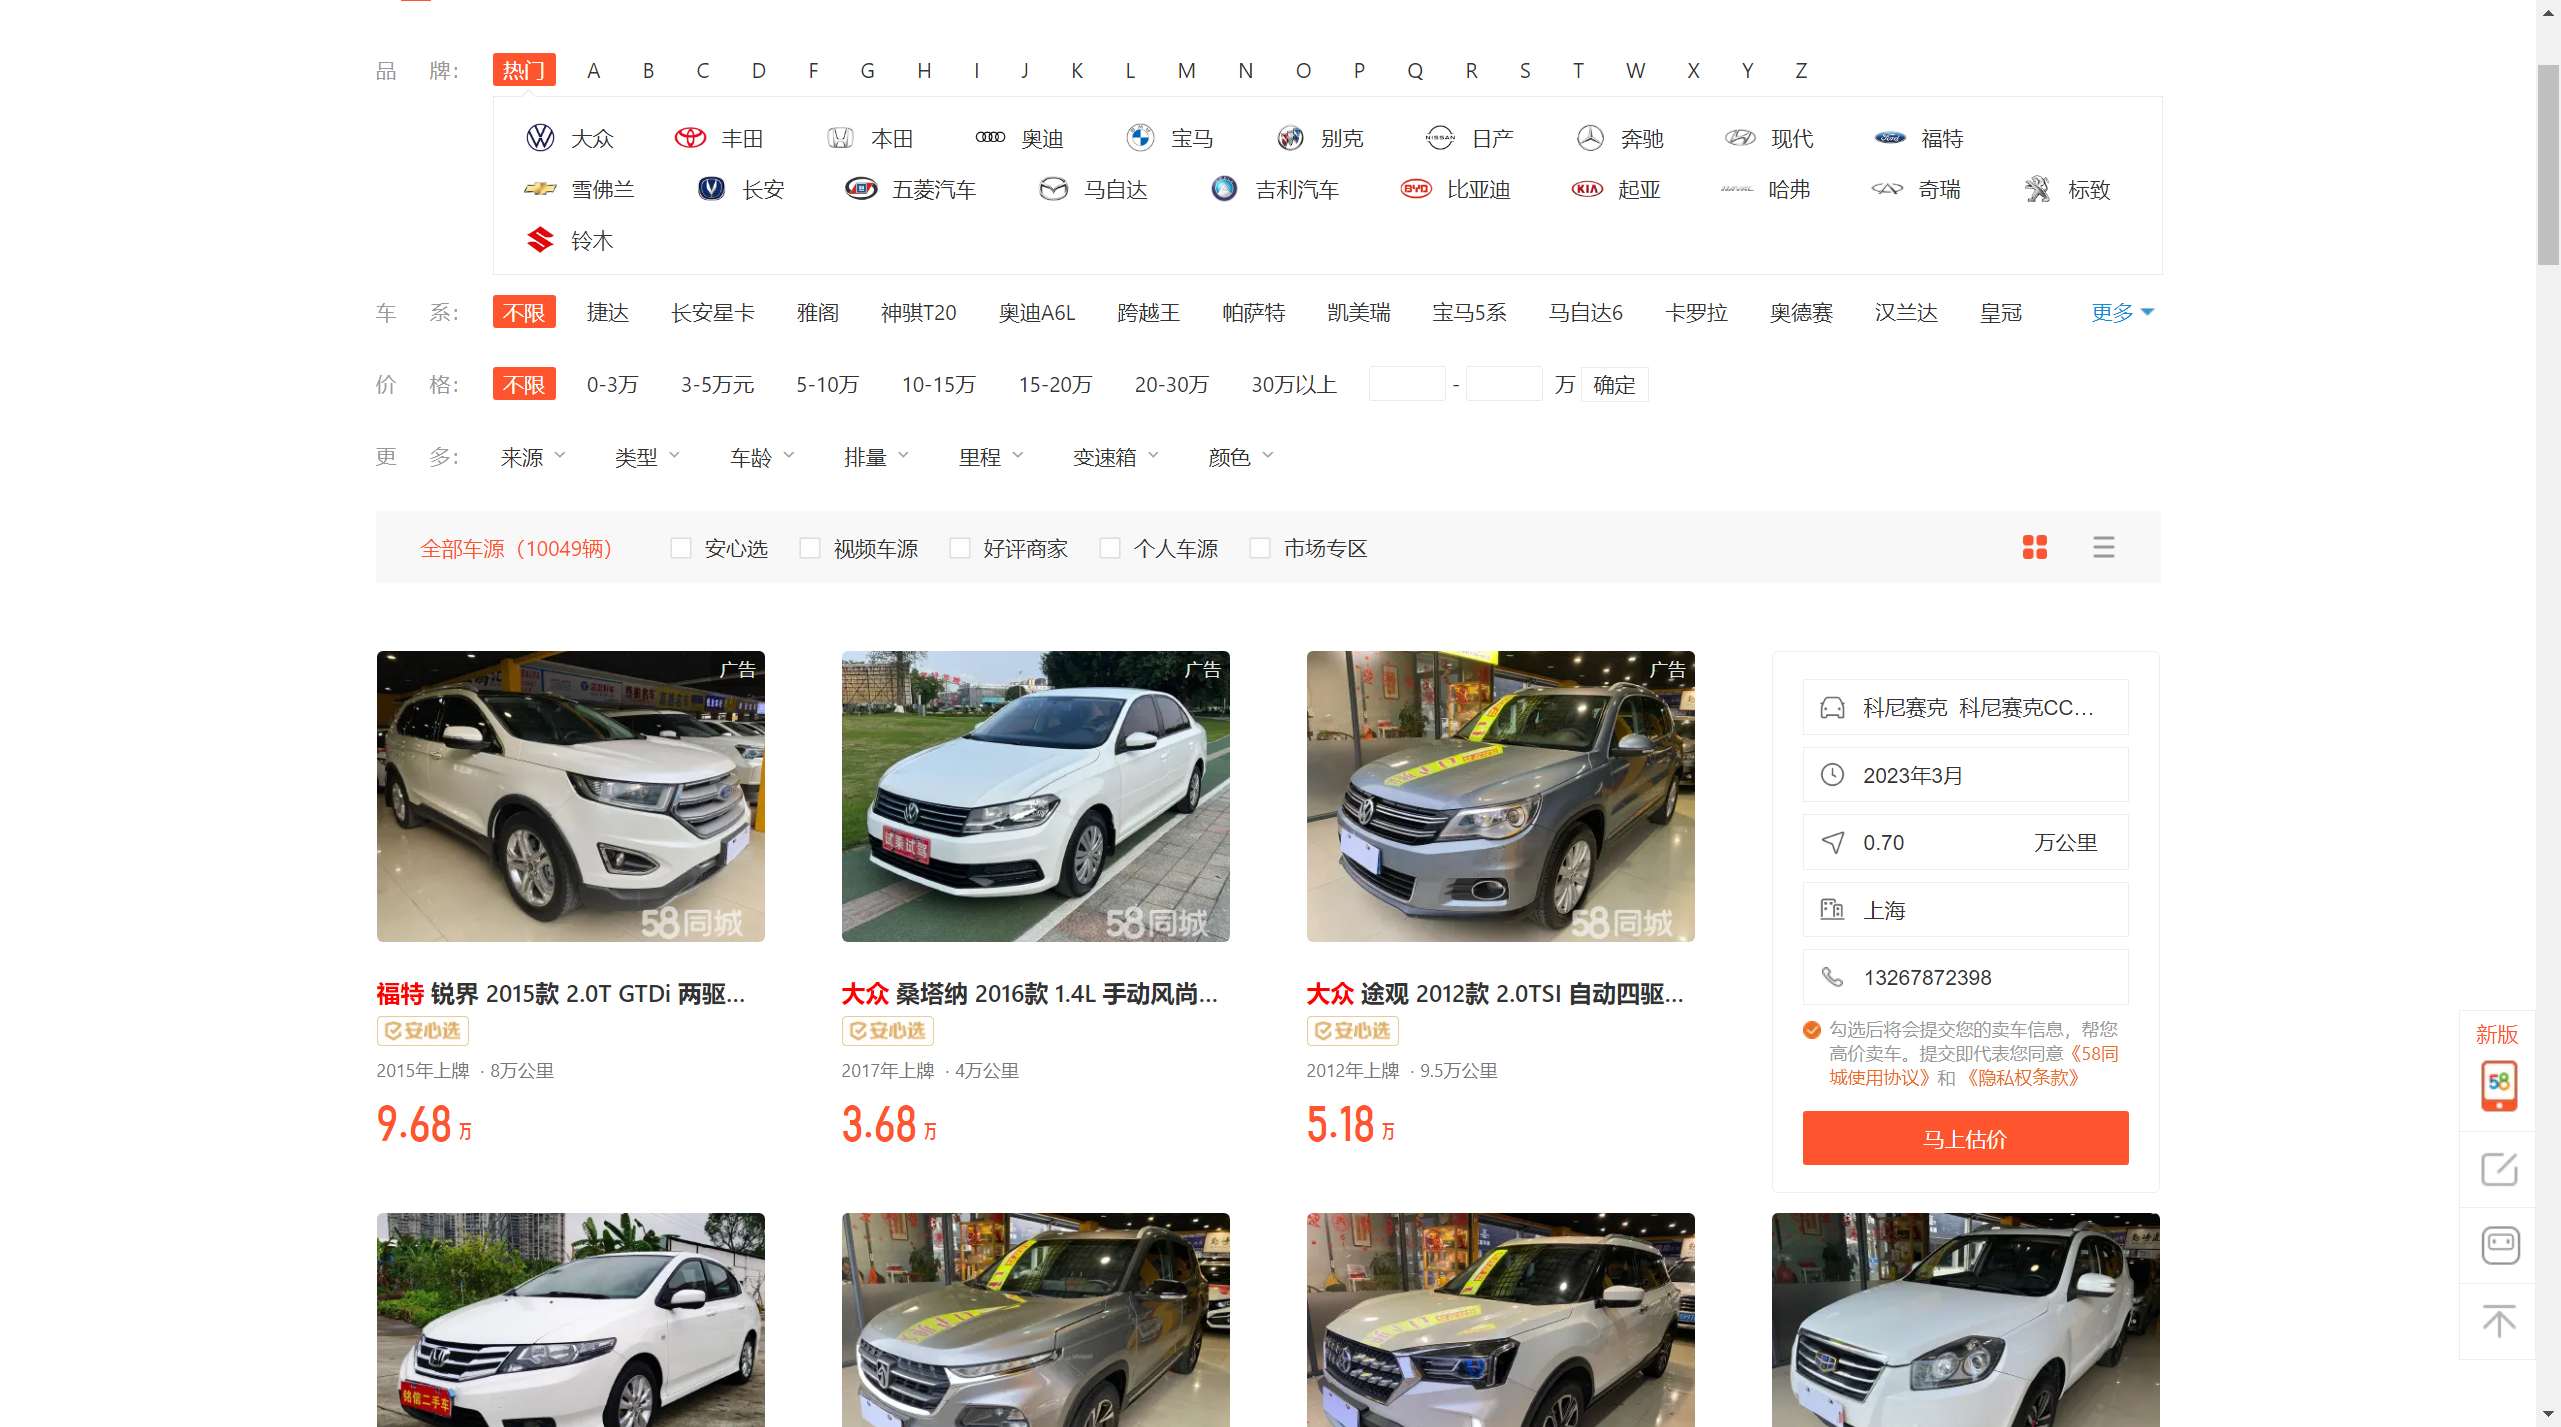 品 牌： 热门 A B C D F G H I J K L M N O P Q R S T W X Y Z
大众 丰田 本田 奥迪 宝马 别克 日产 奔驰 现代 福特
雪佛兰 长安 五菱汽车 马自达 吉利汽车 比亚迪 起亚 哈弗 奇瑞 标致
铃木
车 系： 不限 捷达 长安星卡 雅阁 神骐T20 奥迪A6L 跨越王 帕萨特 凯美瑞 宝马5系 马自达6 卡罗拉 奥德赛 汉兰达 皇冠 更多
价 格： 不限 0-3万 3-5万元 5-10万 10-15万 15-20万 20-30万 30万以上 - 万 确定
更 多： 来源 类型 车龄 排量 里程 变速箱 颜色
全部车源（10049辆） 安心选 视频车源 好评商家 个人车源 市场专区
广告
58同城
福特 锐界 2015款 2.0T GTDi 两驱...
安心选
2015年上牌 · 8万公里
9.68 万
广告
试乘试驾
58同城
大众 桑塔纳 2016款 1.4L 手动风尚...
安心选
2017年上牌 · 4万公里
3.68 万
广告
58同城
大众 途观 2012款 2.0TSI 自动四驱...
安心选
2012年上牌 · 9.5万公里
5.18 万
科尼赛克 科尼赛克CC...
2023年3月
0.70 万公里
上海
13267872398
勾选后将会提交您的卖车信息，帮您
高价卖车。提交即代表您同意《58同
城使用协议》和 《隐私权条款》
马上估价
新版
58
铭信二手车